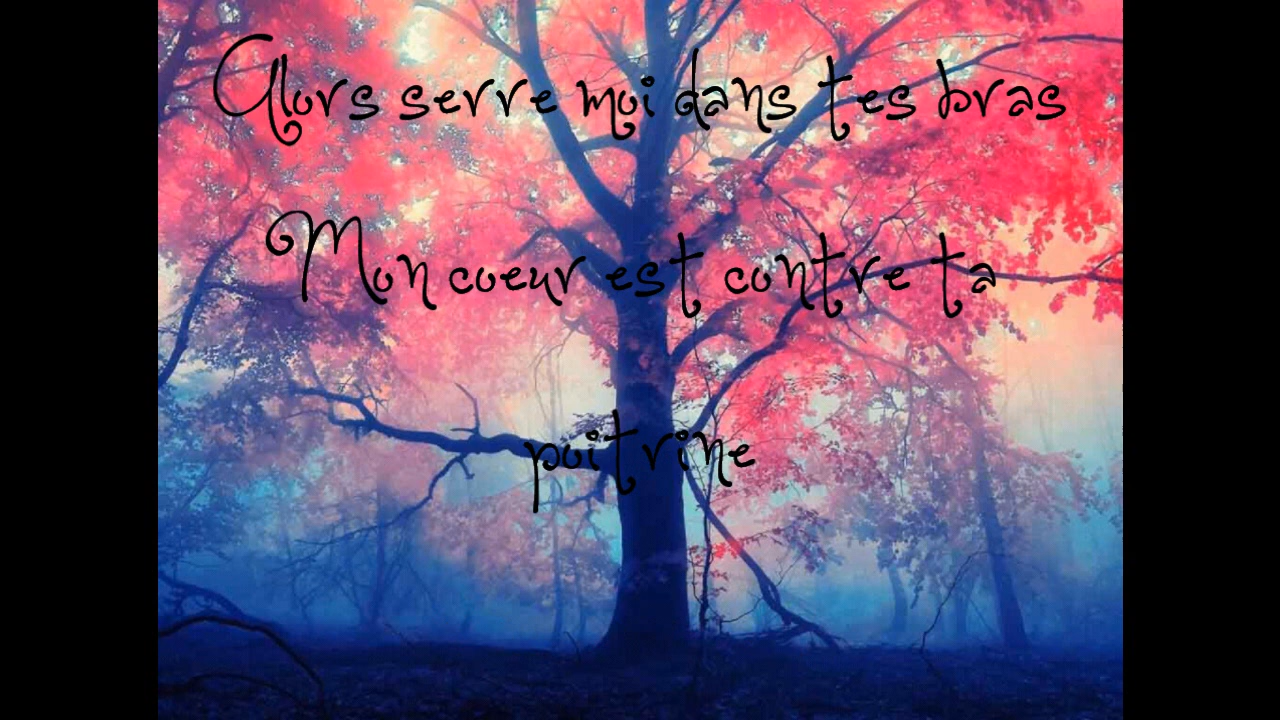 Alors serre moi dans tes bras
Mon coeur est contre ta
poitrine